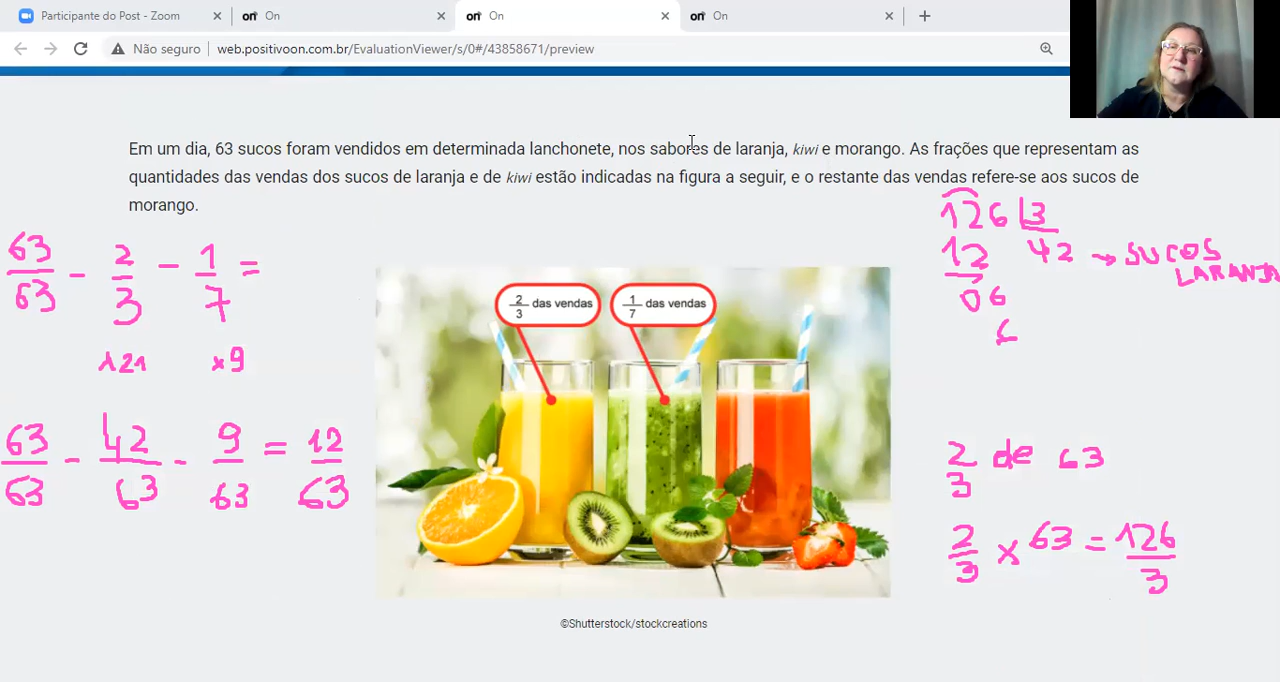 Participante do Post - Zoom
On
On
On
Não seguro
web.positivoon.com.br/EvaluationViewer/s/0#/43858671/preview
Em um dia, 63 sucos foram vendidos em determinada lanchonete, nos sabores de laranja, kiwi e morango. As frações que representam as
quantidades das vendas dos sucos de laranja e de kiwi estão indicadas na figura a seguir, e o restante das vendas refere-se aos sucos de
morango.
63/63 - 2/3 - 1/7 =
x21 x9
63/63 - 42/63 - 9/63 = 12/63
2/3 das vendas
1/7 das vendas
126 3
12 42 → SUCOS
LARANJA
06
6
2/3 de 63
2/3 x 63 = 126/3
©Shutterstock/stockcreations